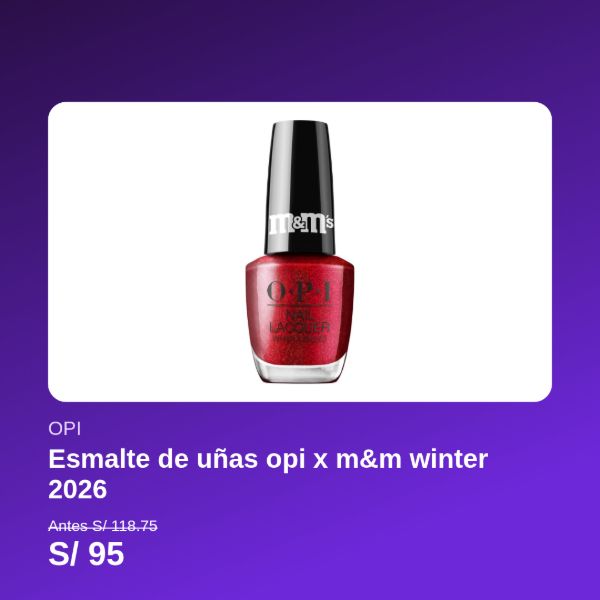 m&m's
O·P·I
NAIL
LACQUER
OPI
Esmalte de uñas opi x m&m winter
2026
Antes S/ 118.75
S/ 95